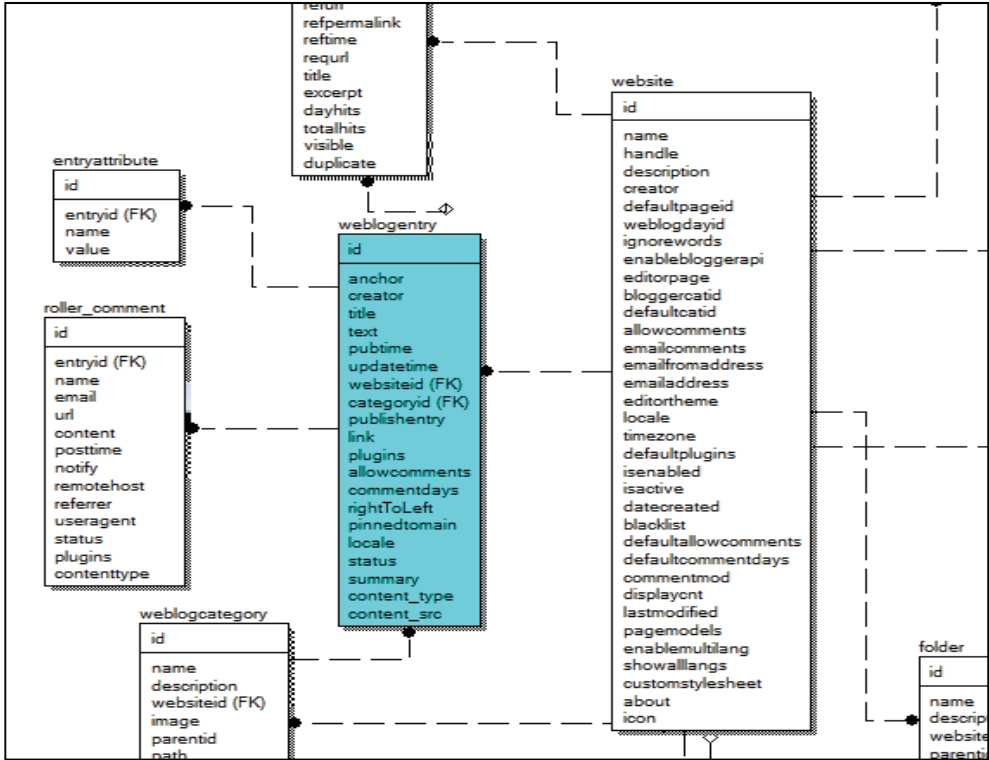 refurl
refpermalink
reftime
requrl
title
excerpt
dayhits
totalhits
visible
duplicate
entryattribute
id
entryid (FK)
name
value
roller_comment
id
entryid (FK)
name
email
url
content
posttime
notify
remotehost
referrer
useragent
status
plugins
contenttype
weblogentry
id
anchor
creator
title
text
pubtime
updatetime
websiteid (FK)
categoryid (FK)
publishentry
link
plugins
allowcomments
commentdays
rightToLeft
pinnedtomain
locale
status
summary
content_type
content_src
weblogcategory
id
name
description
websiteid (FK)
image
parentid
path
website
id
name
handle
description
creator
defaultpageid
weblogdayid
ignorewords
enablebloggerapi
editorpage
bloggercatid
defaultcatid
allowcomments
emailcomments
emailfromaddress
emailaddress
editortheme
locale
timezone
defaultplugins
isenabled
isactive
datecreated
blacklist
defaultallowcomments
defaultcommentdays
commentmod
displaycnt
lastmodified
pagemodels
enablemultilang
showalllangs
customstylesheet
about
icon
folder
id
name
descrip
website
parenti